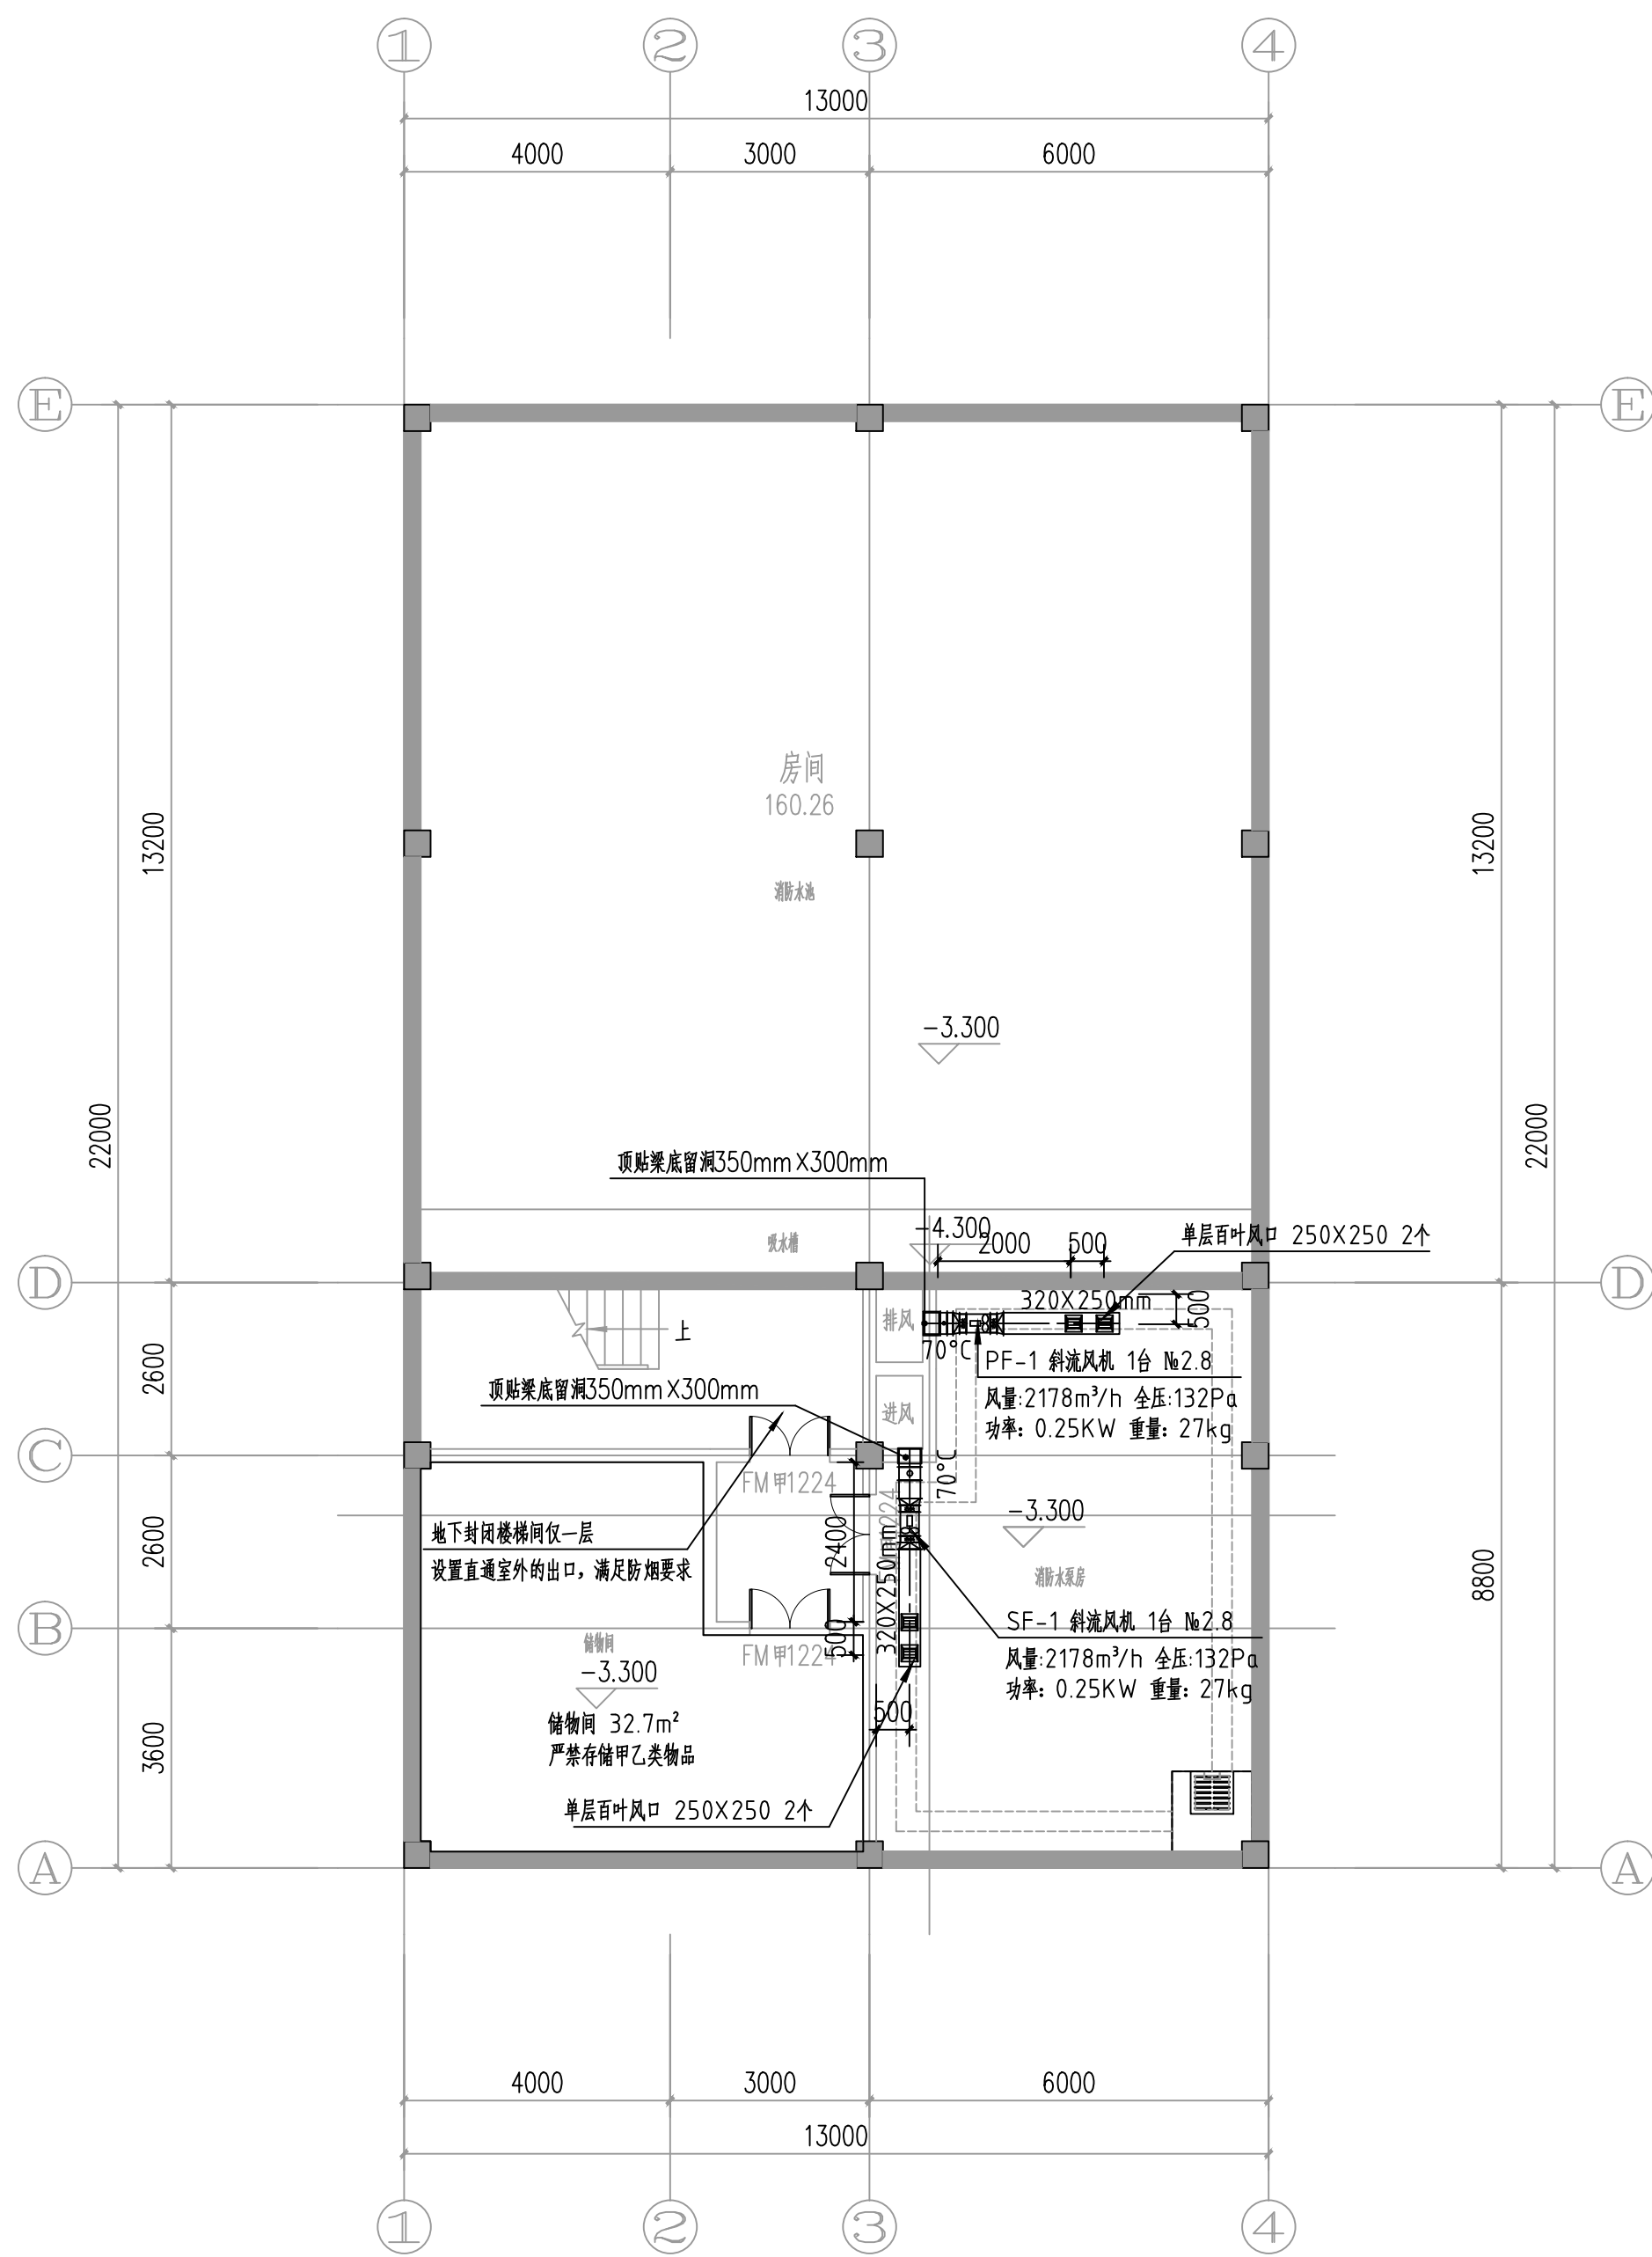 1
2
3
4
13000
4000
3000
6000
E
E
房间
160.26
13200
13200
消防水池
-3.300
22000
22000
顶贴梁底留洞350mm×300mm
吸水槽
-4.300
2000
500
单层百叶风口 250X250 2个
D
D
320X250mm
500
排风
上
70°C
PF-1 斜流风机 1台 №2.8
风量:2178m³/h 全压:132Pa
功率: 0.25KW 重量: 27kg
2600
顶贴梁底留洞350mm×300mm
进风
C
70°C
FM甲1224
1224
-3.300
地下封闭楼梯间仅一层
设置直通室外的出口，满足防烟要求
2600
2400
320X250mm
消防水泵房
8800
B
SF-1 斜流风机 1台 №2.8
风量:2178m³/h 全压:132Pa
功率: 0.25KW 重量: 27kg
500
储物间
FM甲1224
-3.300
500
储物间 32.7m²
严禁存储甲乙类物品
3600
单层百叶风口 250X250 2个
A
A
4000
3000
6000
13000
1
2
3
4